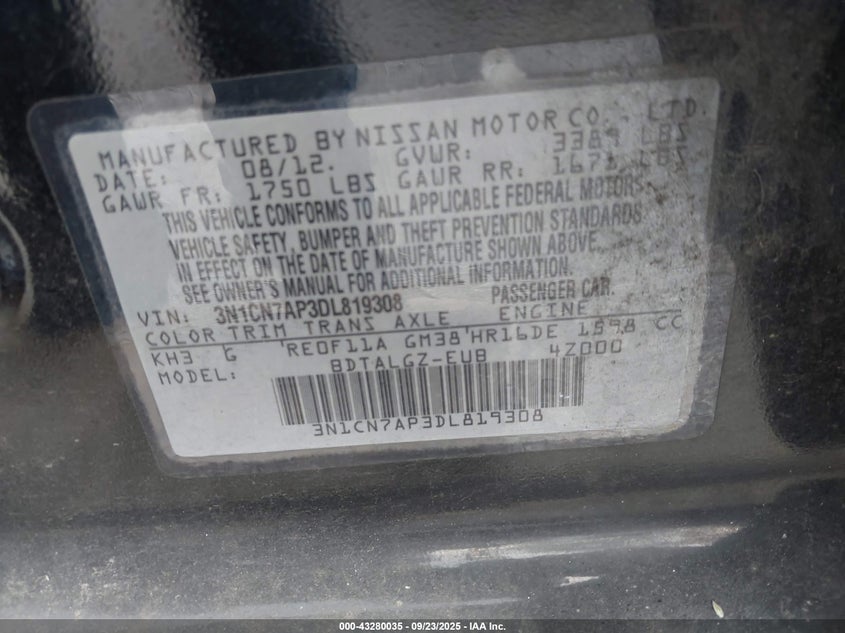 MANUFACTURED BY NISSAN MOTOR CO., LTD.
DATE: 08/12. GVWR: 3389 LBS
GAWR FR: 1750 LBS GAWR RR: 1673 LBS
THIS VEHICLE CONFORMS TO ALL APPLICABLE FEDERAL MOTOR
VEHICLE SAFETY, BUMPER AND THEFT PREVENTION STANDARDS
IN EFFECT ON THE DATE OF MANUFACTURE SHOWN ABOVE.
SEE OWNER'S MANUAL FOR ADDITIONAL INFORMATION.
VIN: 3N1CN7AP3DL819308 PASSENGER CAR.
COLOR TRIM TRANS AXLE ENGINE
KH3 G 'RE0F11A GM38'HR16DE 1598 CC
MODEL: BDTALGZ-EUB 4Z000
3N1CN7AP3DL819308
000-43280035 - 09/23/2025 - IAA Inc.